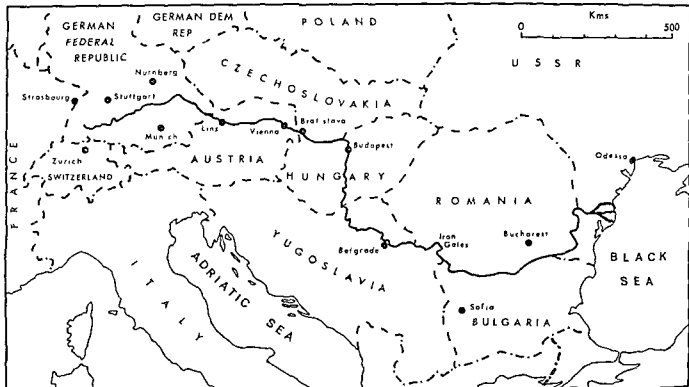 GERMAN
FEDERAL
REPUBLIC
GERMAN DEM
REP
POLAND
Kms
0 500
USSR
CZECHOSLOVAKIA
Nurnberg
Strasbourg
Stuttgart
Munich
Linz
Vienna
Bratslava
Budapest
Odessa
FRANCE
Zurich
SWITZERLAND
AUSTRIA
HUNGARY
ROMANIA
YUGOSLAVIA
Belgrade
Iron
Gates
Bucharest
BLACK
SEA
ITALY
ADRIATIC SEA
Sofia
BULGARIA